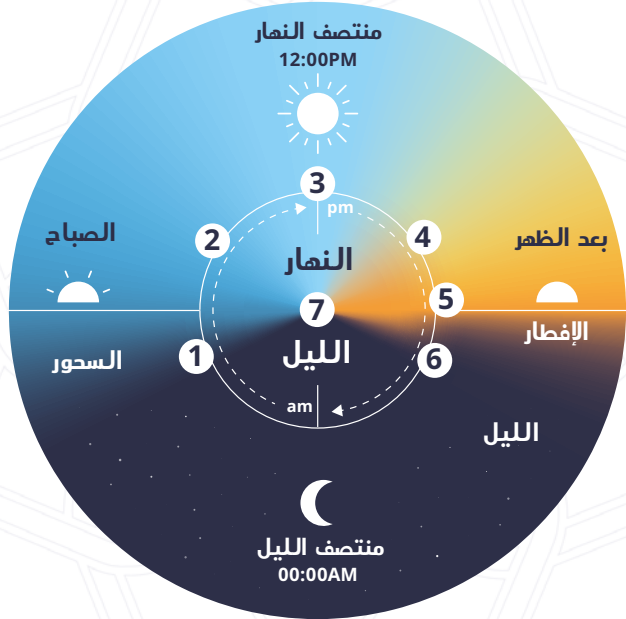 منتصف النهار
12:00PM
3
pm
الصباح
2
4
بعد الظهر
النهار
5
7
الإفطار
السحور
1
الليل
6
am
الليل
منتصف الليل
00:00AM